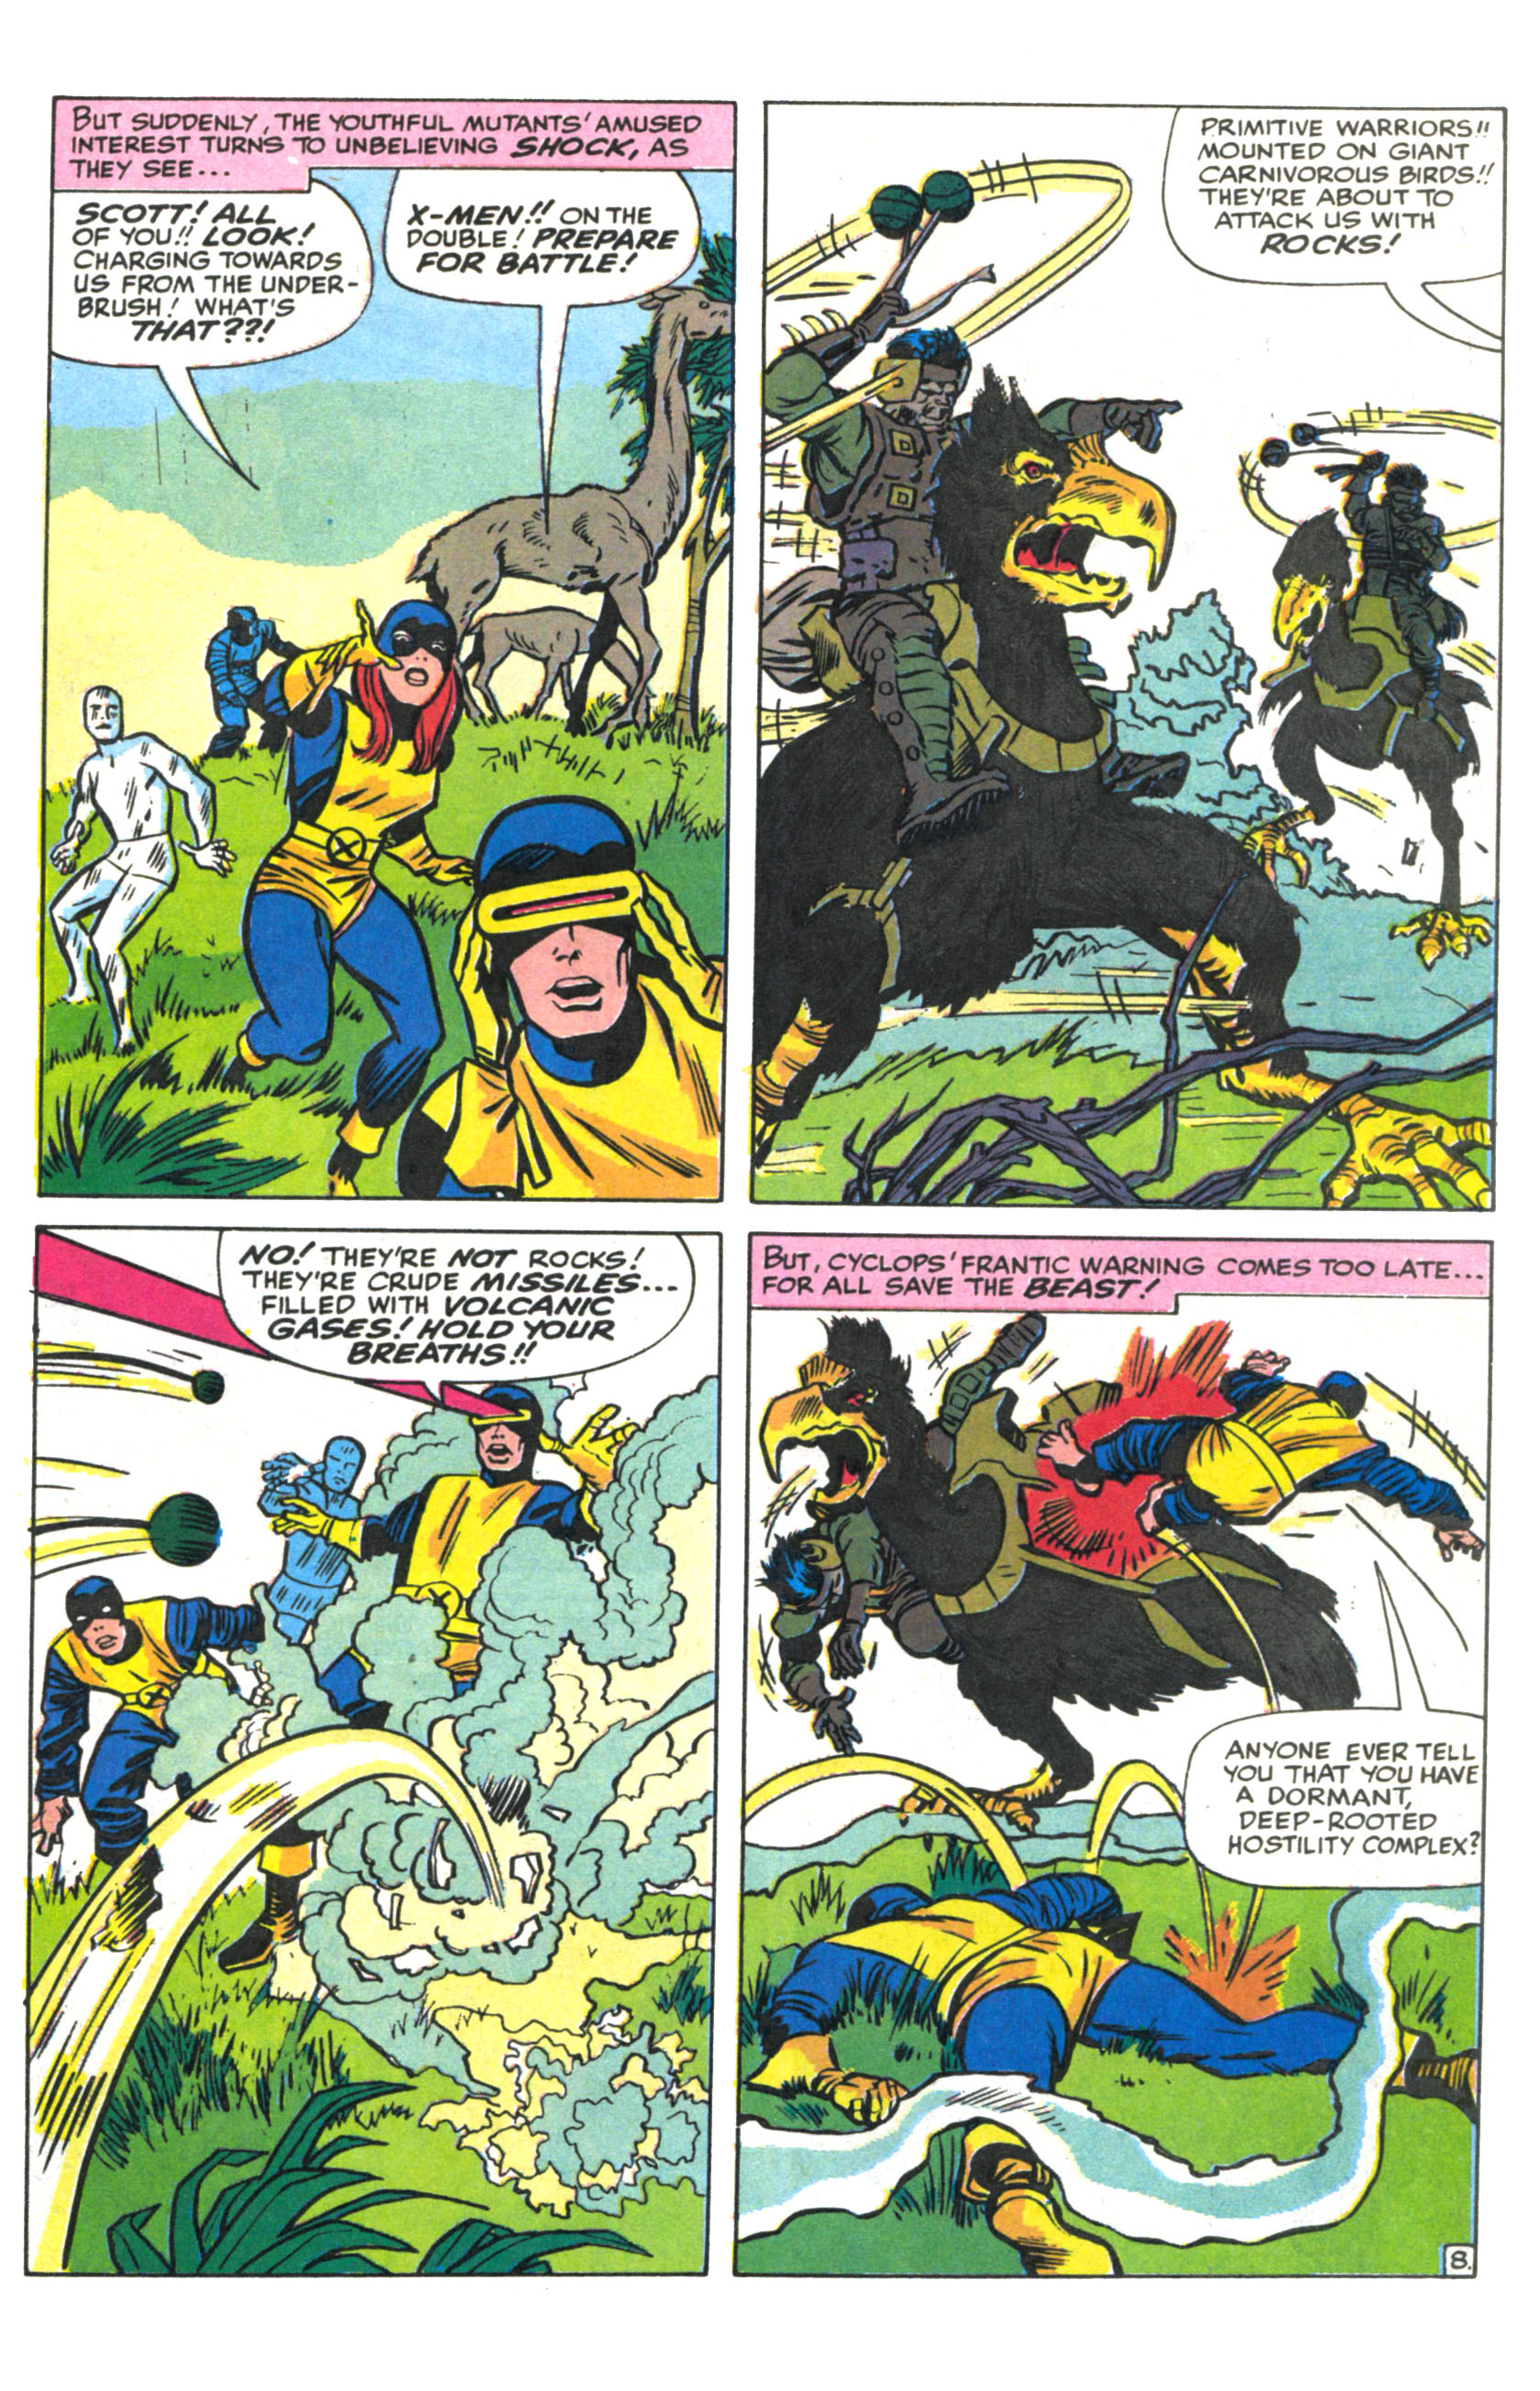 BUT SUDDENLY, THE YOUTHFUL MUTANTS' AMUSED
INTEREST TURNS TO UNBELIEVING SHOCK, AS
THEY SEE...
SCOTT! ALL
OF YOU!! LOOK!
CHARGING TOWARDS
US FROM THE UNDER-
BRUSH! WHAT'S
THAT??!
X-MEN!! ON THE
DOUBLE! PREPARE
FOR BATTLE!
PRIMITIVE WARRIORS!!
MOUNTED ON GIANT
CARNIVOROUS BIRDS!!
THEY'RE ABOUT TO
ATTACK US WITH
ROCKS!
NO! THEY'RE NOT ROCKS!
THEY'RE CRUDE MISSILES...
FILLED WITH VOLCANIC
GASES! HOLD YOUR
BREATHS!!
BUT, CYCLOPS' FRANTIC WARNING COMES TOO LATE...
FOR ALL SAVE THE BEAST!
ANYONE EVER TELL
YOU THAT YOU HAVE
A DORMANT,
DEEP-ROOTED
HOSTILITY COMPLEX?
8.